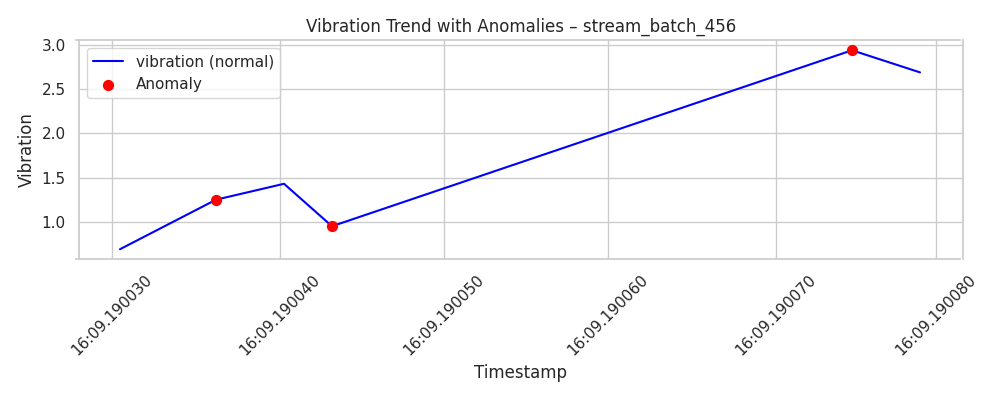 Vibration Trend with Anomalies – stream_batch_456
vibration (normal)
Anomaly
Vibration
3.0
2.5
2.0
1.5
1.0
16:09.190030
16:09.190040
16:09.190050
16:09.190060
16:09.190070
16:09.190080
Timestamp